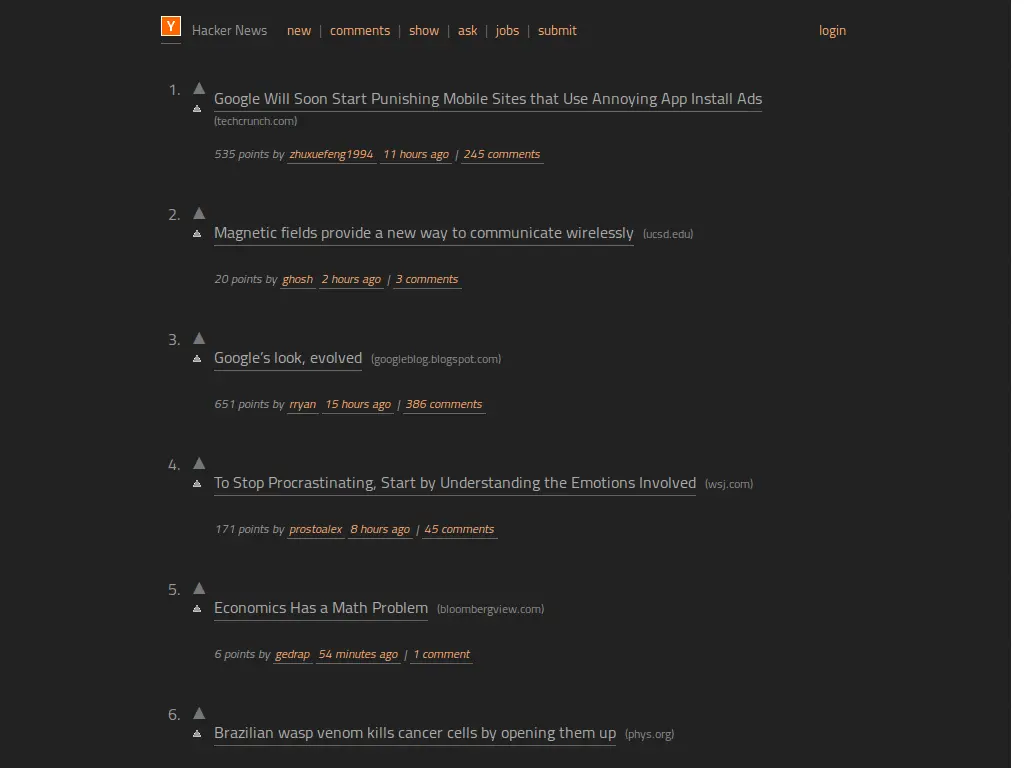 Y Hacker News new | comments | show | ask | jobs | submit login
1. Google Will Soon Start Punishing Mobile Sites that Use Annoying App Install Ads
(techcrunch.com)
535 points by zhuxuefeng1994 11 hours ago | 245 comments
2. Magnetic fields provide a new way to communicate wirelessly (ucsd.edu)
20 points by ghosh 2 hours ago | 3 comments
3. Google’s look, evolved (googleblog.blogspot.com)
651 points by rryan 15 hours ago | 386 comments
4. To Stop Procrastinating, Start by Understanding the Emotions Involved (wsj.com)
171 points by prostoalex 8 hours ago | 45 comments
5. Economics Has a Math Problem (bloombergview.com)
6 points by gedrap 54 minutes ago | 1 comment
6. Brazilian wasp venom kills cancer cells by opening them up (phys.org)